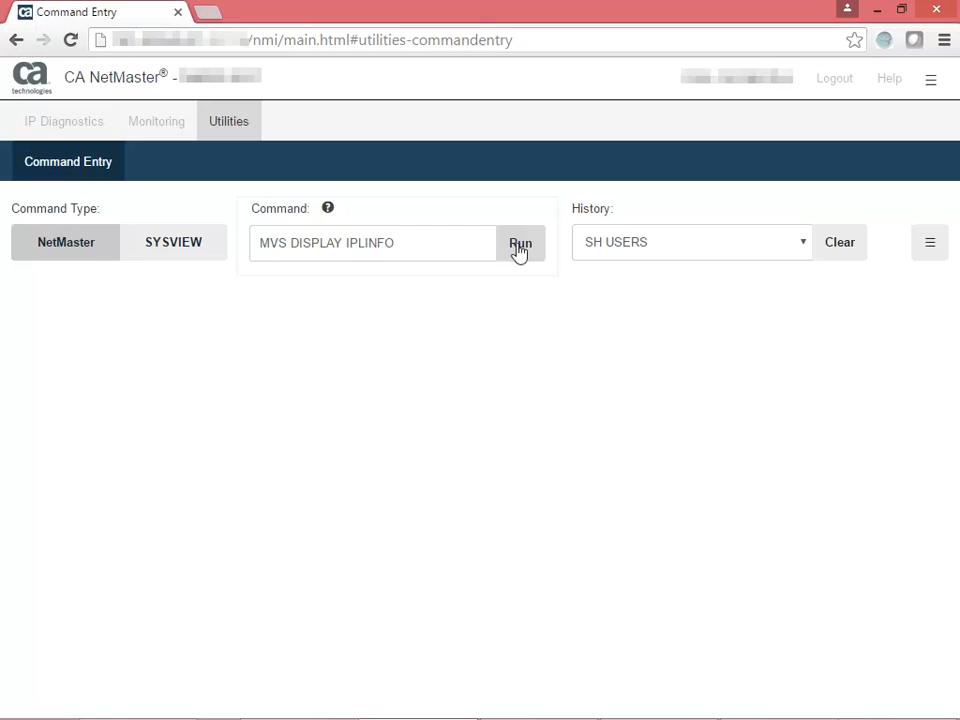 Command Entry
/nmi/main.html#utilities-commandentry
ca
technologies
CA NetMaster® -
Logout
Help
IP Diagnostics
Monitoring
Utilities
Command Entry
Command Type:
Command:
History:
NetMaster
SYSVIEW
MVS DISPLAY IPLINFO
Run
SH USERS
Clear